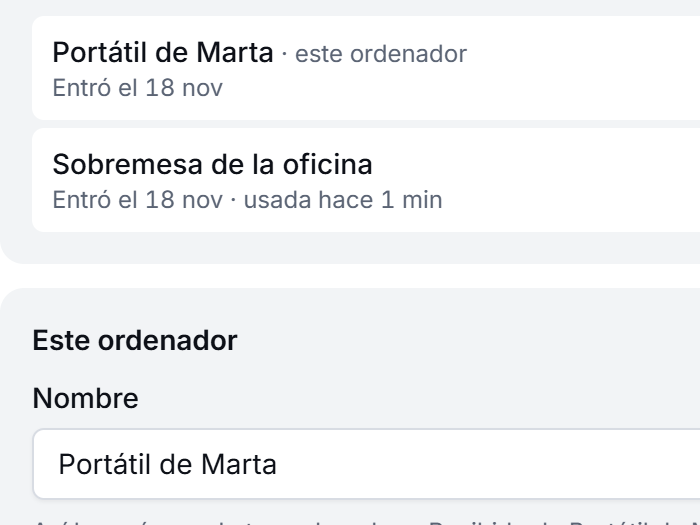 Portátil de Marta · este ordenador
Entró el 18 nov
Sobremesa de la oficina
Entró el 18 nov · usada hace 1 min
Este ordenador
Nombre
Portátil de Marta